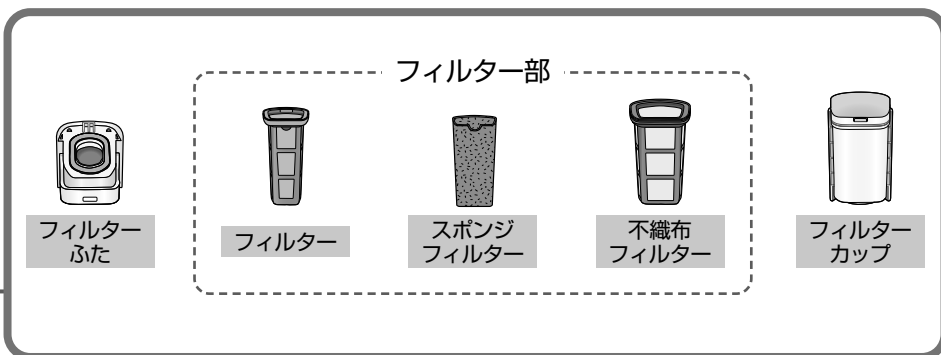 フィルター部
フィルター
ふた
フィルター
スポンジ
フィルター
不織布
フィルター
フィルター
カップ